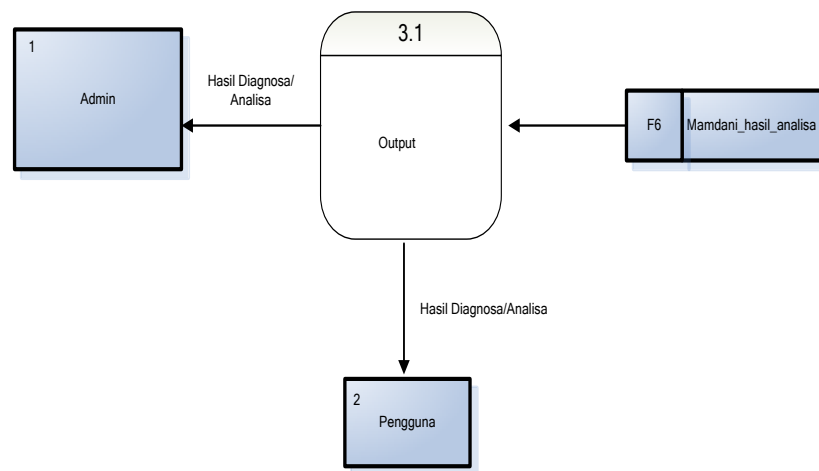 1
Admin
Hasil Diagnosa/
Analisa
3.1
Output
F6
Mamdani_hasil_analisa
Hasil Diagnosa/Analisa
2
Pengguna